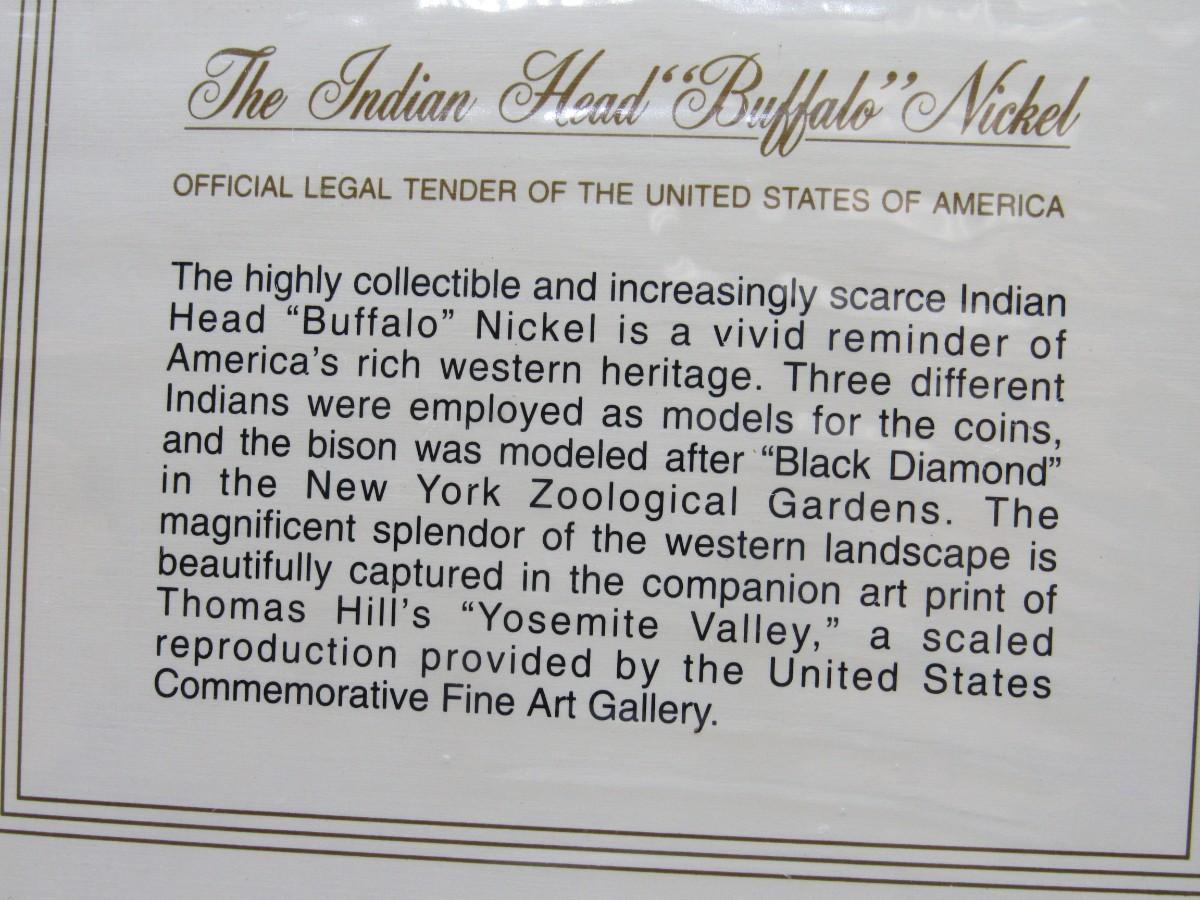 The Indian Head “Buffalo” Nickel
OFFICIAL LEGAL TENDER OF THE UNITED STATES OF AMERICA
The highly collectible and increasingly scarce Indian
Head “Buffalo” Nickel is a vivid reminder of
America’s rich western heritage. Three different
Indians were employed as models for the coins,
and the bison was modeled after “Black Diamond”
in the New York Zoological Gardens. The
magnificent splendor of the western landscape is
beautifully captured in the companion art print of
Thomas Hill’s “Yosemite Valley,” a scaled
reproduction provided by the United States
Commemorative Fine Art Gallery.